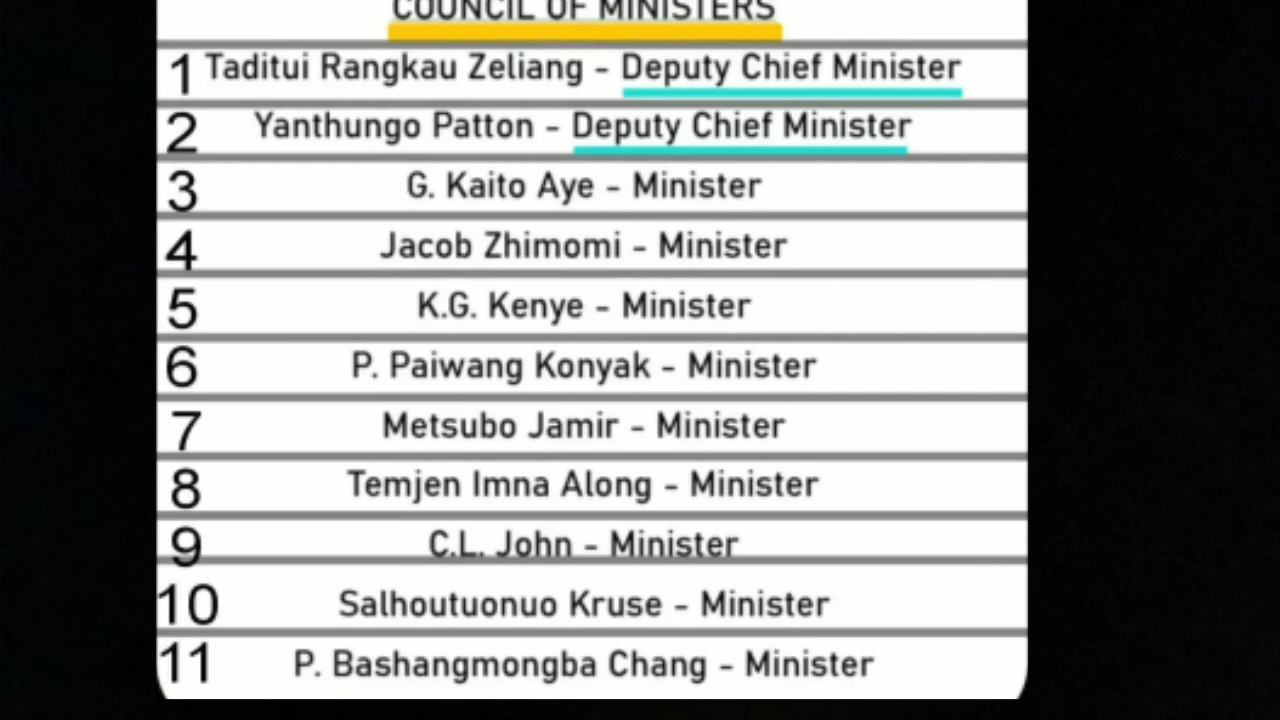 COUNCIL OF MINISTERS
1 Taditui Rangkau Zeliang - Deputy Chief Minister
2 Yanthungo Patton - Deputy Chief Minister
3 G. Kaito Aye - Minister
4 Jacob Zhimomi - Minister
5 K.G. Kenye - Minister
6 P. Paiwang Konyak - Minister
7 Metsubo Jamir - Minister
8 Temjen Imna Along - Minister
9 C.L. John - Minister
10 Salhoutuonuo Kruse - Minister
11 P. Bashangmongba Chang - Minister